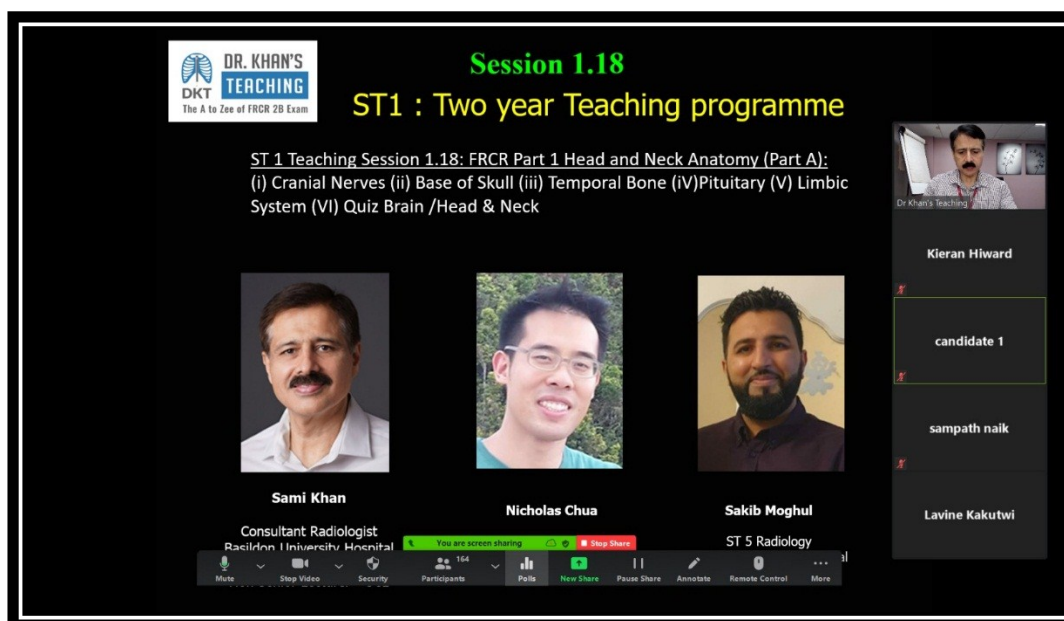 DR. KHAN'S
TEACHING
DKT
The A to Zee of FRCR 2B Exam
Session 1.18
ST1 : Two year Teaching programme
ST 1 Teaching Session 1.18: FRCR Part 1 Head and Neck Anatomy (Part A):
(i) Cranial Nerves (ii) Base of Skull (iii) Temporal Bone (iV)Pituitary (V) Limbic
System (VI) Quiz Brain /Head & Neck
Sami Khan
Consultant Radiologist
Basildon University Hospital
Nicholas Chua
Sakib Moghul
ST 5 Radiology
You are screen sharing
Stop Share
Mute
Stop Video
Security
164
Participants
Polls
New Share
Pause Share
Annotate
Remote Control
More
Dr Khan's Teaching
Kieran Hiward
candidate 1
sampath naik
Lavine Kakutwi